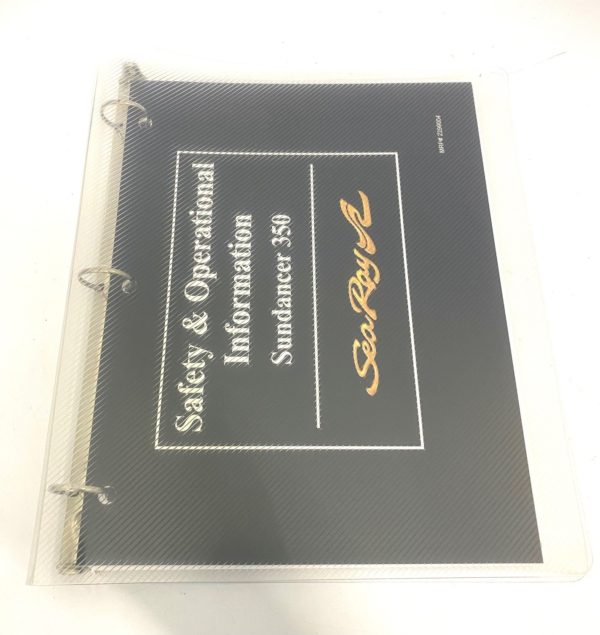 Safety & Operational
Information
Sundancer 350
Sea Ray